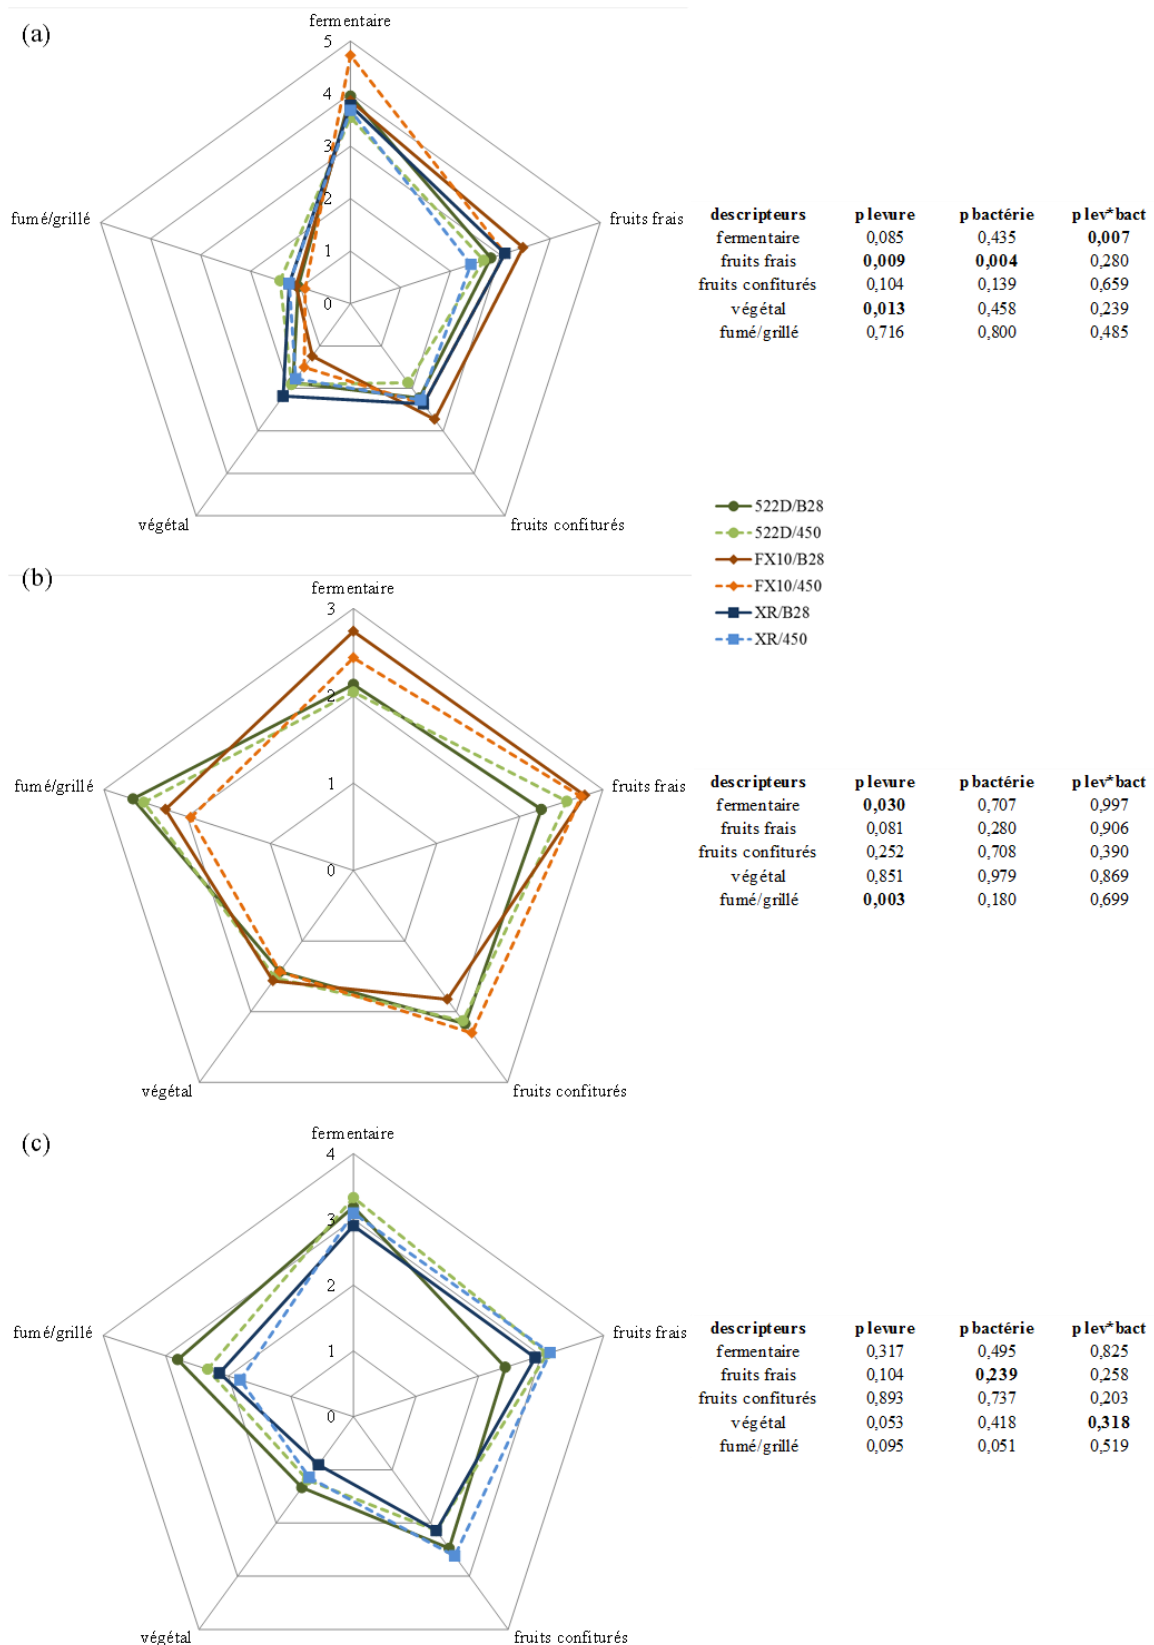 (a)
fermentaire
5
4
3
2
1
0
fumé/grillé
fruits frais
végétal
fruits confiturés
descripteurs p levure p bactérie p lev*bact
fermentaire 0,085 0,435 0,007
fruits frais 0,009 0,004 0,280
fruits confiturés 0,104 0,139 0,659
végétal 0,013 0,458 0,239
fumé/grillé 0,716 0,800 0,485
522D/B28
522D/450
FX10/B28
FX10/450
XR/B28
XR/450
(b)
fermentaire
3
2
1
0
fumé/grillé
fruits frais
végétal
fruits confiturés
descripteurs p levure p bactérie p lev*bact
fermentaire 0,030 0,707 0,997
fruits frais 0,081 0,280 0,906
fruits confiturés 0,252 0,708 0,390
végétal 0,851 0,979 0,869
fumé/grillé 0,003 0,180 0,699
(c)
fermentaire
4
3
2
1
0
fumé/grillé
fruits frais
végétal
fruits confiturés
descripteurs p levure p bactérie p lev*bact
fermentaire 0,317 0,495 0,825
fruits frais 0,104 0,239 0,258
fruits confiturés 0,893 0,737 0,203
végétal 0,053 0,418 0,318
fumé/grillé 0,095 0,051 0,519